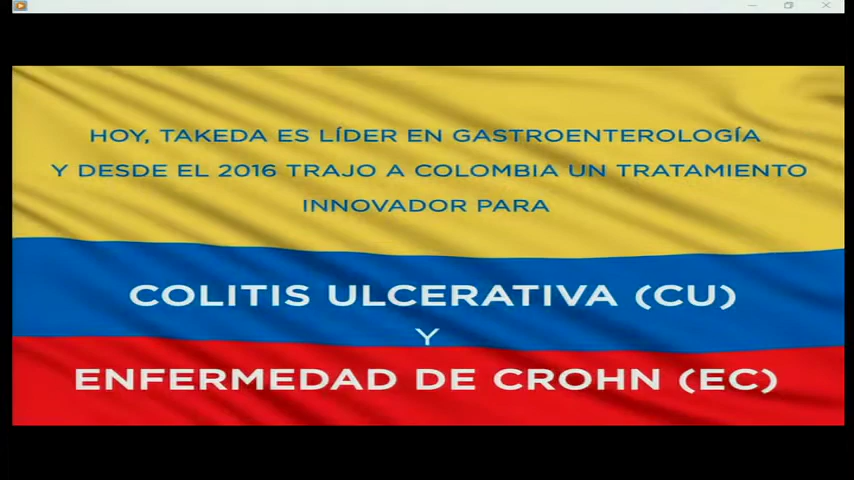 HOY, TAKEDA ES LÍDER EN GASTROENTEROLOGÍA
Y DESDE EL 2016 TRAJO A COLOMBIA UN TRATAMIENTO
INNOVADOR PARA
COLITIS ULCERATIVA (CU)
Y
ENFERMEDAD DE CROHN (EC)